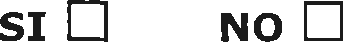 SI ☐ NO ☐